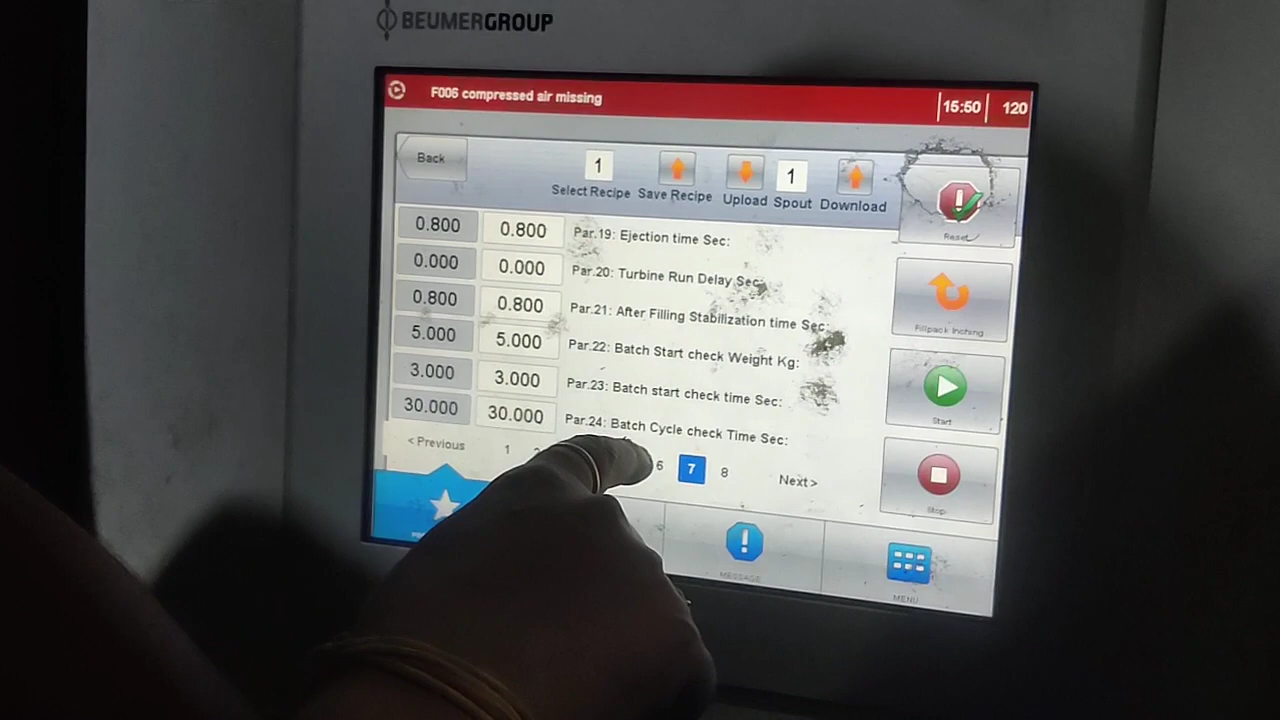 BEUMERGROUP
F006 compressed air missing
15:50
120
Back
1
Select Recipe
Save Recipe
Upload
1
Spout
Download
Reset
0.800 0.800 Par.19: Ejection time Sec:
0.000 0.000 Par.20: Turbine Run Delay Sec:
0.800 0.800 Par.21: After Filling Stabilization time Sec:
5.000 5.000 Par.22: Batch Start check Weight Kg:
3.000 3.000 Par.23: Batch start check time Sec:
30.000 30.000 Par.24: Batch Cycle check Time Sec:
Fillpack Inching
Start
Stop
< Previous 1 6 7 8 Next>
MESSAGE
MENU